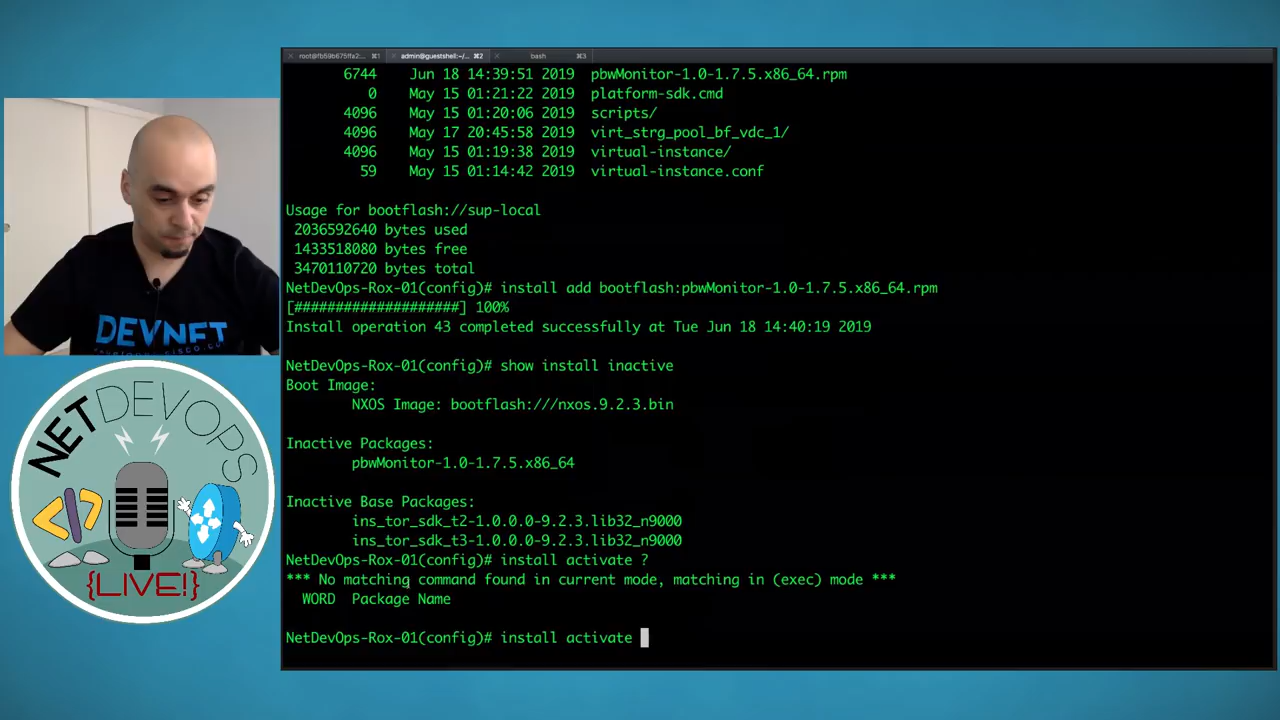 root@fb59b675ffa2:... ⌘1
admin@guestshell:~/... ⌘2
bash ⌘3
6744 Jun 18 14:39:51 2019 pbwMonitor-1.0-1.7.5.x86_64.rpm
0 May 15 01:21:22 2019 platform-sdk.cmd
4096 May 15 01:20:06 2019 scripts/
4096 May 17 20:45:58 2019 virt_strg_pool_bf_vdc_1/
4096 May 15 01:19:38 2019 virtual-instance/
59 May 15 01:14:42 2019 virtual-instance.conf
Usage for bootflash://sup-local
2036592640 bytes used
1433518080 bytes free
3470110720 bytes total
NetDevOps-Rox-01(config)# install add bootflash:pbwMonitor-1.0-1.7.5.x86_64.rpm
[####################] 100%
Install operation 43 completed successfully at Tue Jun 18 14:40:19 2019
NetDevOps-Rox-01(config)# show install inactive
Boot Image:
NXOS Image: bootflash:///nxos.9.2.3.bin
Inactive Packages:
pbwMonitor-1.0-1.7.5.x86_64
Inactive Base Packages:
ins_tor_sdk_t2-1.0.0.0-9.2.3.lib32_n9000
ins_tor_sdk_t3-1.0.0.0-9.2.3.lib32_n9000
NetDevOps-Rox-01(config)# install activate ?
*** No matching command found in current mode, matching in (exec) mode ***
WORD Package Name
NetDevOps-Rox-01(config)# install activate
DEVNET
NETDEVOPS
</>
{LIVE!}